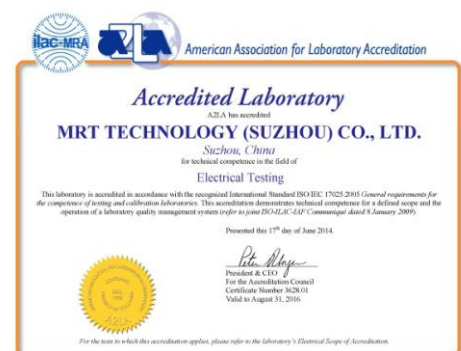 ilac-MRA
A2LA
American Association for Laboratory Accreditation
Accredited Laboratory
A2LA has accredited
MRT TECHNOLOGY (SUZHOU) CO., LTD.
Suzhou, China
for technical competence in the field of
Electrical Testing
This laboratory is accredited in accordance with the recognized International Standard ISO/IEC 17025:2005 General requirements for
the competence of testing and calibration laboratories. This accreditation demonstrates technical competence for a defined scope and the
operation of a laboratory quality management system (refer to joint ISO-ILAC-IAF Communiqué dated 8 January 2009).
Presented this 17th day of June 2014.
President & CEO
For the Accreditation Council
Certificate Number 3628.01
Valid to August 31, 2016
A2LA
For the tests to which this accreditation applies, please refer to the laboratory's Electrical Scope of Accreditation.